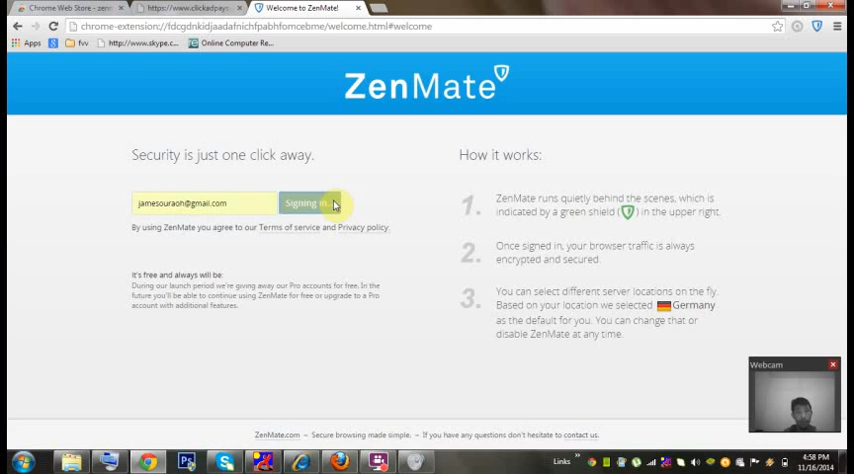 Chrome Web Store - zenm
https://www.clickadpays
Welcome to ZenMate!
chrome-extension://fdcgdnkidjaadafnichfpabhfomcebme/welcome.html#welcome
Apps
fvv
http://www.skype.c...
Online Computer Re...
ZenMate
Security is just one click away.
How it works:
jamesouraoh@gmail.com
Signing in...
By using ZenMate you agree to our Terms of service and Privacy policy.
It's free and always will be:
During our launch period we're giving away our Pro accounts for free. In the
future you'll be able to continue using ZenMate for free or upgrade to a Pro
account with additional features.
1. ZenMate runs quietly behind the scenes, which is
indicated by a green shield ( ) in the upper right.
2. Once signed in, your browser traffic is always
encrypted and secured.
3. You can select different server locations on the fly.
Based on your location we selected Germany
as the default for you. You can change that or
disable ZenMate at any time.
Webcam
ZenMate.com – Secure browsing made simple. – If you have any questions don't hesitate to contact us.
Links
4:58 PM
11/16/2014